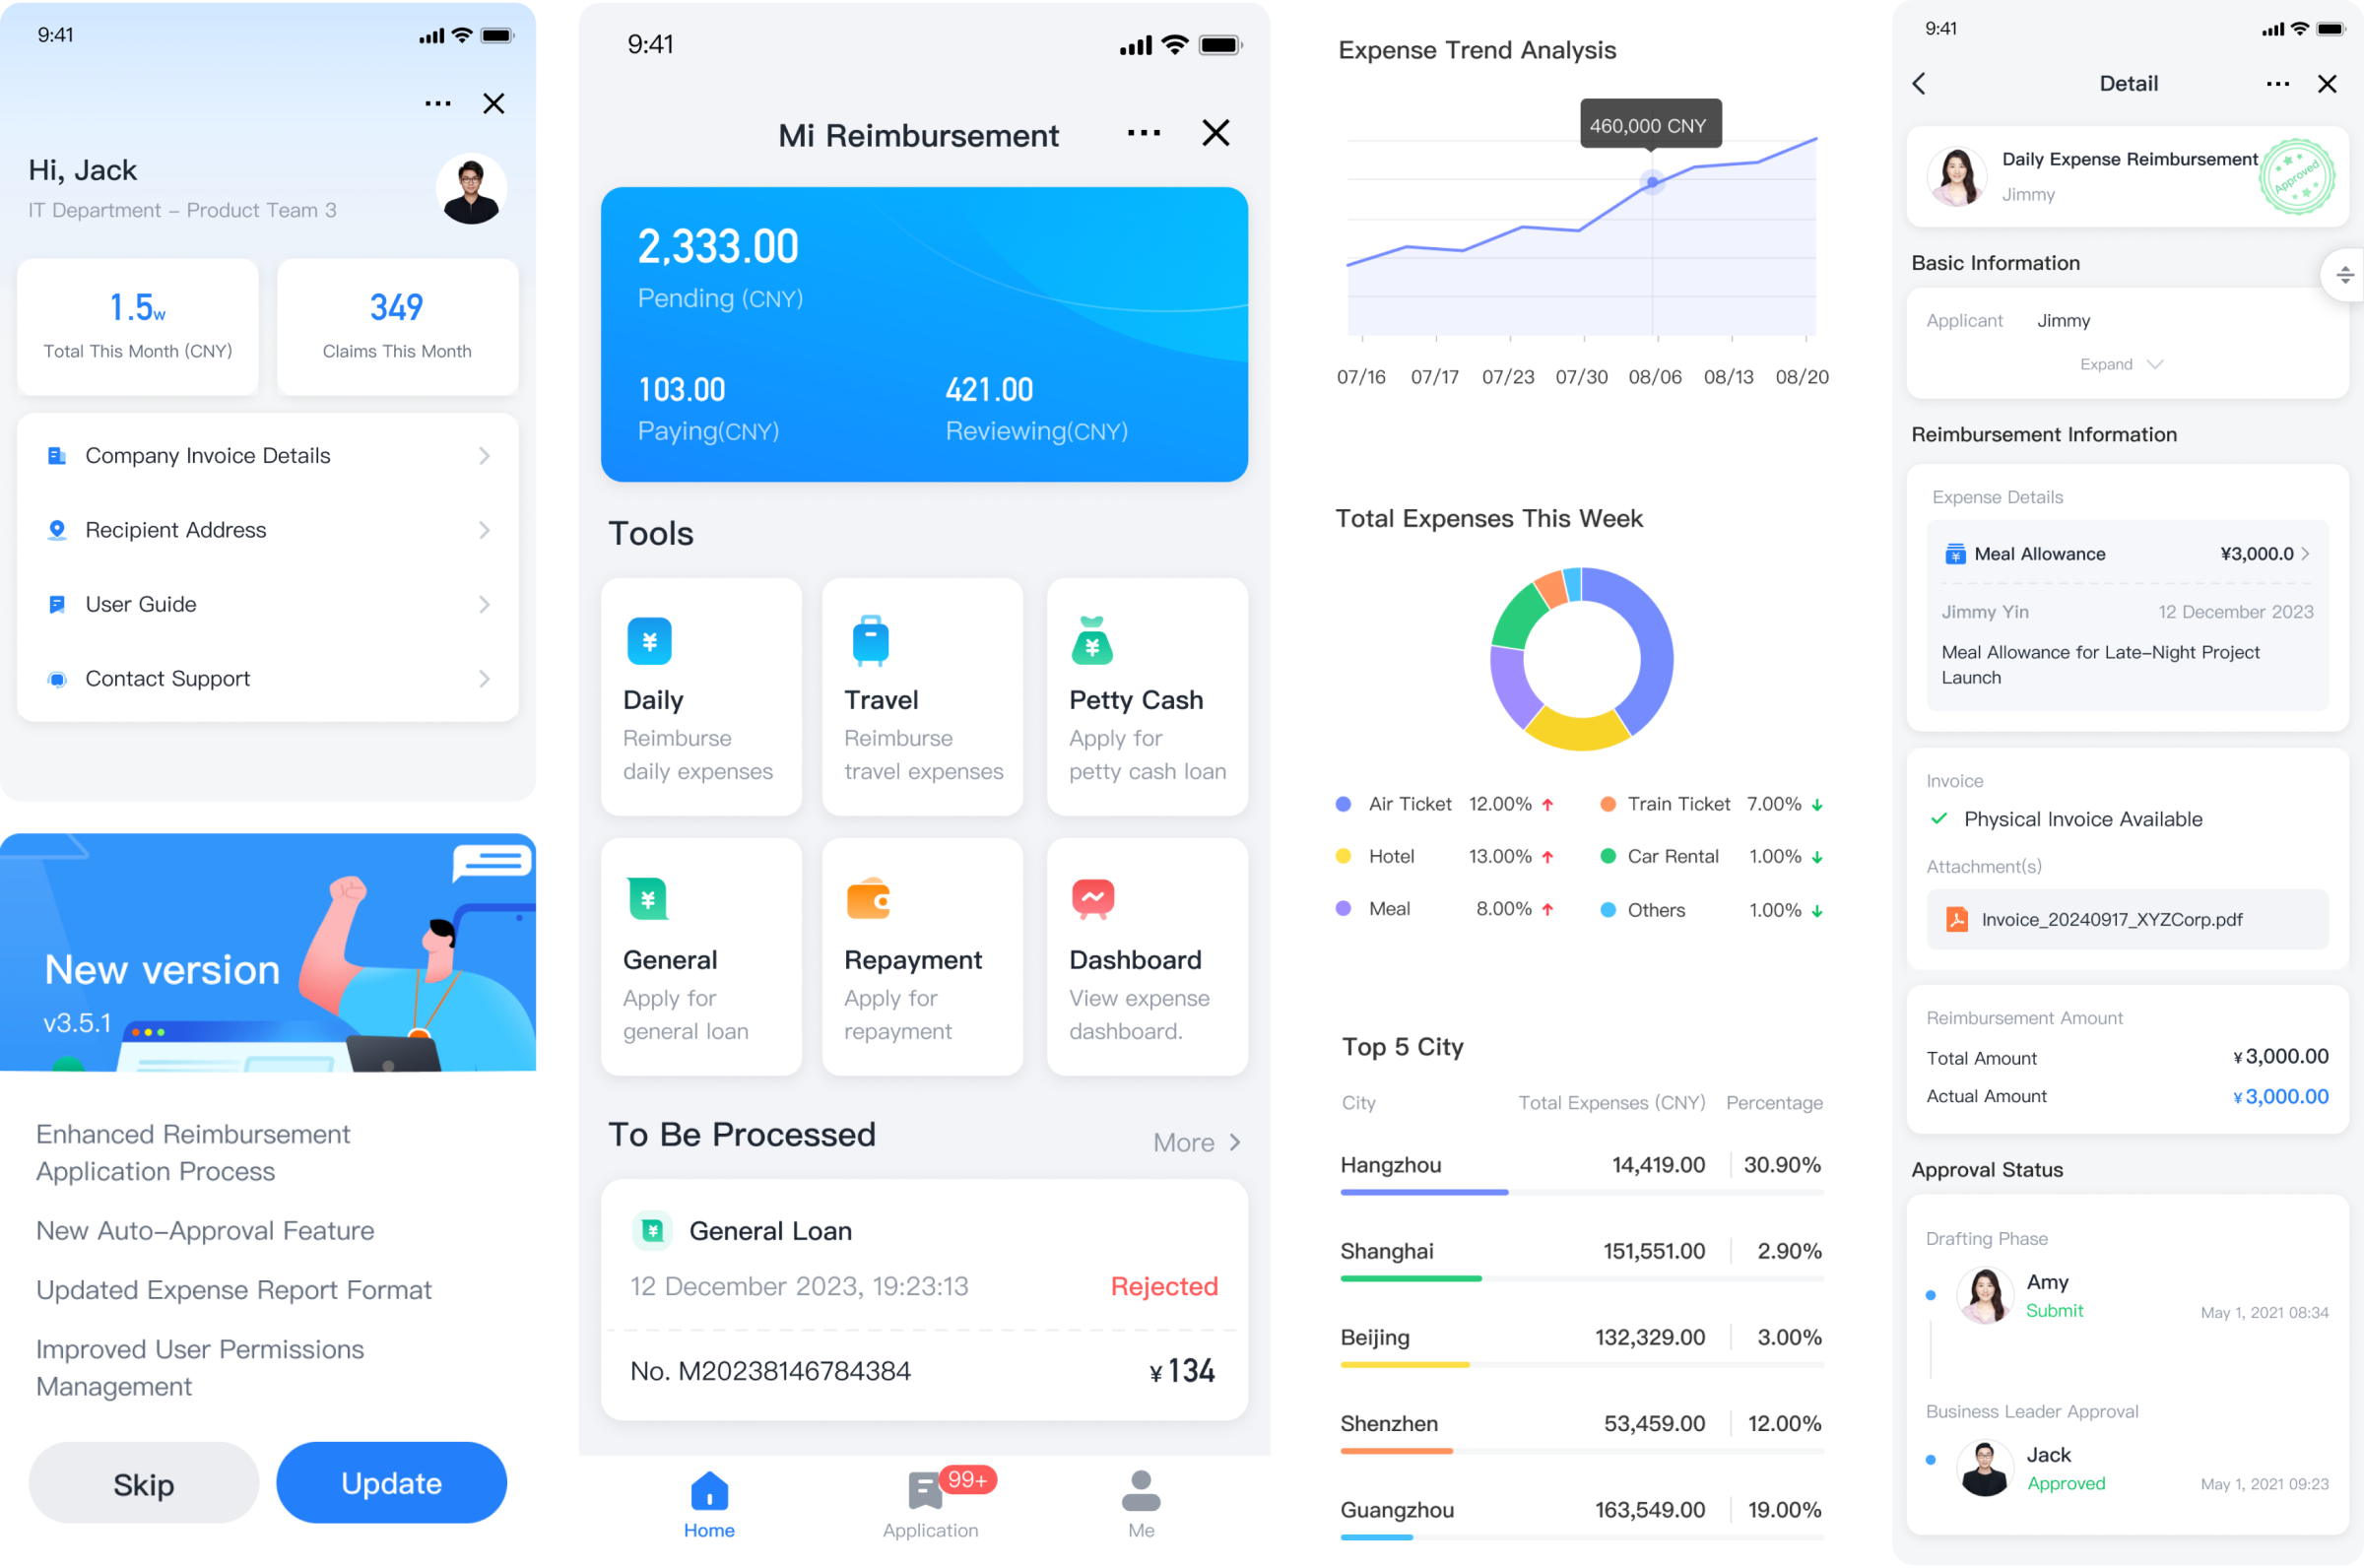 9:41
Hi, Jack
IT Department – Product Team 3
1.5w
Total This Month (CNY)
349
Claims This Month
Company Invoice Details
Recipient Address
User Guide
Contact Support
New version
v3.5.1
Enhanced Reimbursement
Application Process
New Auto–Approval Feature
Updated Expense Report Format
Improved User Permissions
Management
Skip
Update
9:41
Mi Reimbursement
2,333.00
Pending (CNY)
103.00
Paying(CNY)
421.00
Reviewing(CNY)
Tools
¥
Daily
Reimburse
daily expenses
Travel
Reimburse
travel expenses
¥
Petty Cash
Apply for
petty cash loan
¥
General
Apply for
general loan
Repayment
Apply for
repayment
Dashboard
View expense
dashboard.
To Be Processed
More
¥
General Loan
12 December 2023, 19:23:13
Rejected
No. M20238146784384
¥ 134
Home
99+
Application
Me
Expense Trend Analysis
460,000 CNY
07/16 07/17 07/23 07/30 08/06 08/13 08/20
Total Expenses This Week
Air Ticket 12.00%
Train Ticket 7.00%
Hotel 13.00%
Car Rental 1.00%
Meal 8.00%
Others 1.00%
Top 5 City
City Total Expenses (CNY) Percentage
Hangzhou 14,419.00 30.90%
Shanghai 151,551.00 2.90%
Beijing 132,329.00 3.00%
Shenzhen 53,459.00 12.00%
Guangzhou 163,549.00 19.00%
9:41
Detail
Daily Expense Reimbursement
Jimmy
Approved
Basic Information
Applicant Jimmy
Expand
Reimbursement Information
Expense Details
¥
Meal Allowance ¥3,000.0
Jimmy Yin 12 December 2023
Meal Allowance for Late–Night Project
Launch
Invoice
Physical Invoice Available
Attachment(s)
Invoice_20240917_XYZCorp.pdf
Reimbursement Amount
Total Amount ¥ 3,000.00
Actual Amount ¥ 3,000.00
Approval Status
Drafting Phase
Amy
Submit May 1, 2021 08:34
Business Leader Approval
Jack
Approved May 1, 2021 09:23